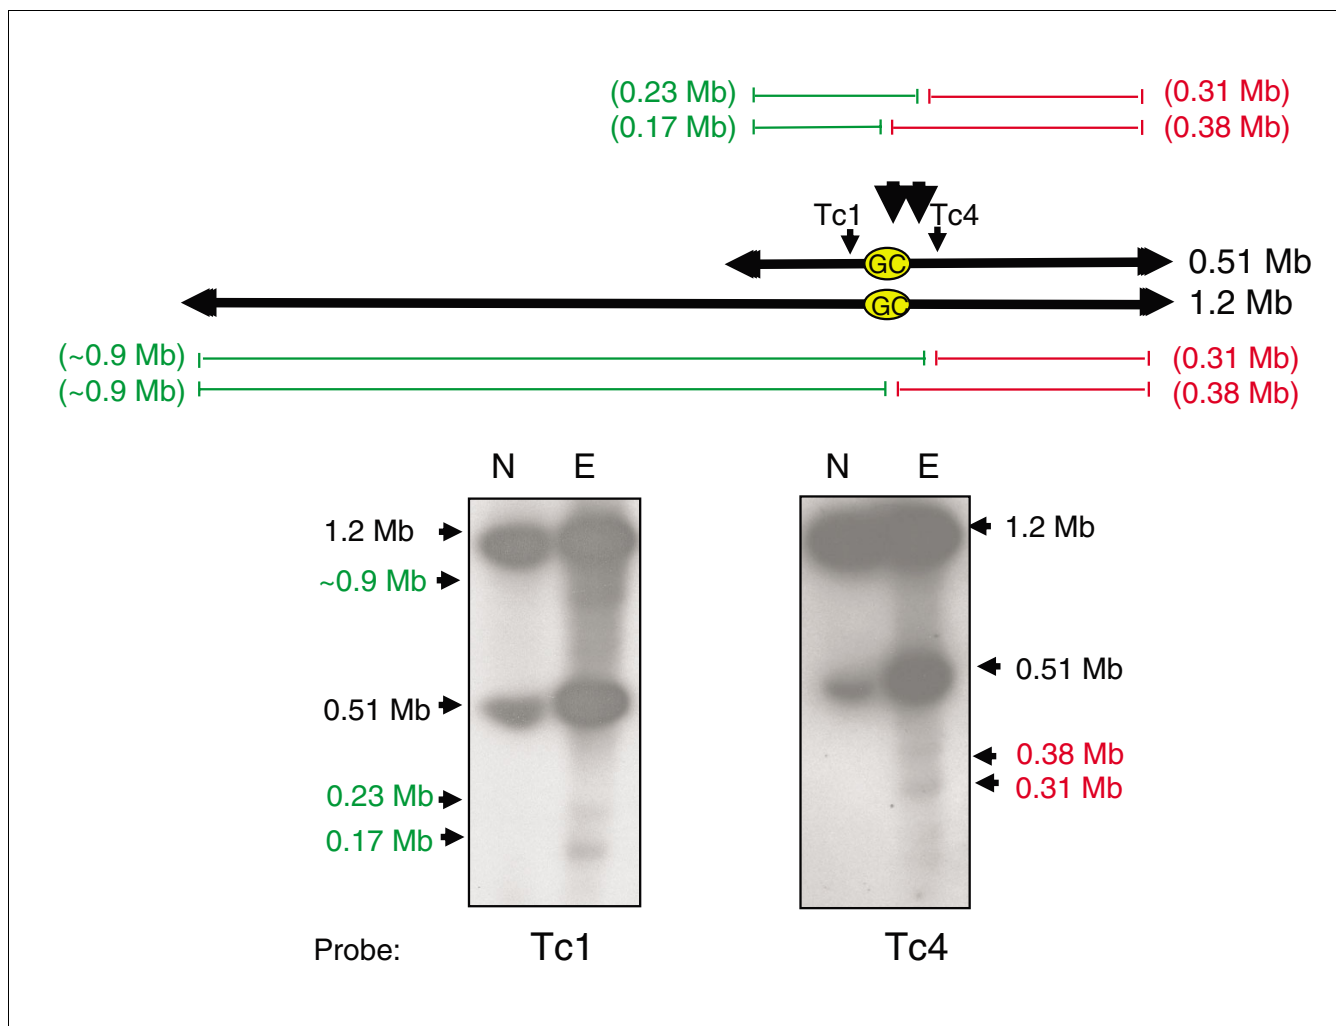 (0.23 Mb) (0.31 Mb)
(0.17 Mb) (0.38 Mb)
Tc1 Tc4
GC 0.51 Mb
GC 1.2 Mb
(~0.9 Mb) (0.31 Mb)
(~0.9 Mb) (0.38 Mb)
N E N E
1.2 Mb 1.2 Mb
~0.9 Mb
0.51 Mb 0.51 Mb
0.38 Mb
0.23 Mb 0.31 Mb
0.17 Mb
Probe: Tc1 Tc4